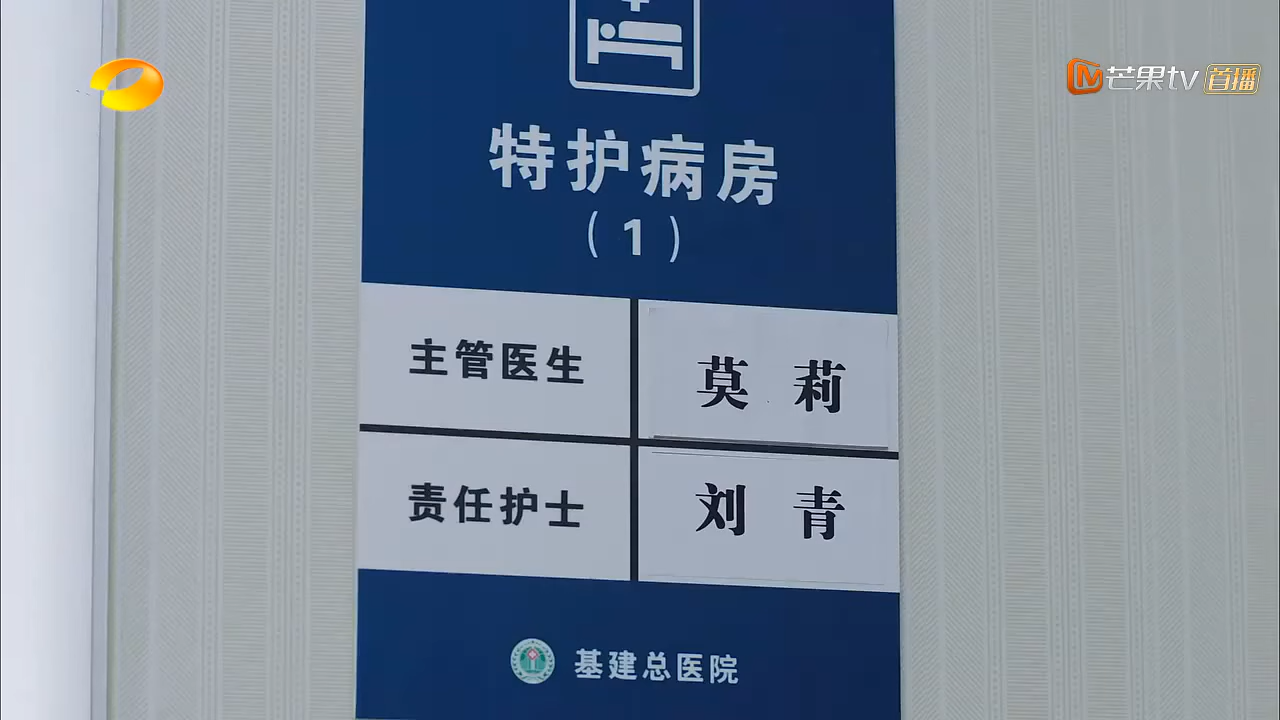 芒果tv 首播
特护病房
（1）
主管医生 莫莉
责任护士 刘青
基建总医院